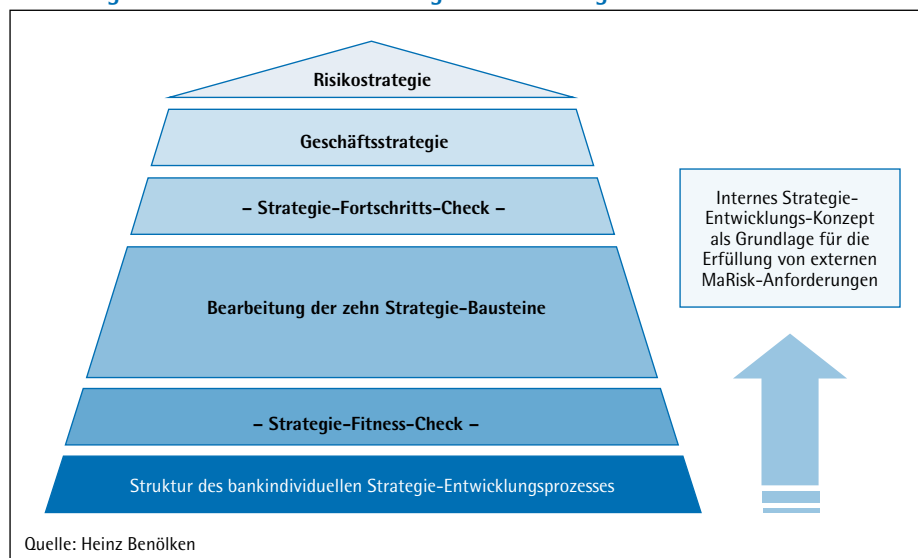 Risikostrategie
Geschäftsstrategie
– Strategie-Fortschritts-Check –
Bearbeitung der zehn Strategie-Bausteine
– Strategie-Fitness-Check –
Struktur des bankindividuellen Strategie-Entwicklungsprozesses
Internes Strategie-
Entwicklungs-Konzept
als Grundlage für die
Erfüllung von externen
MaRisk-Anforderungen
Quelle: Heinz Benölken